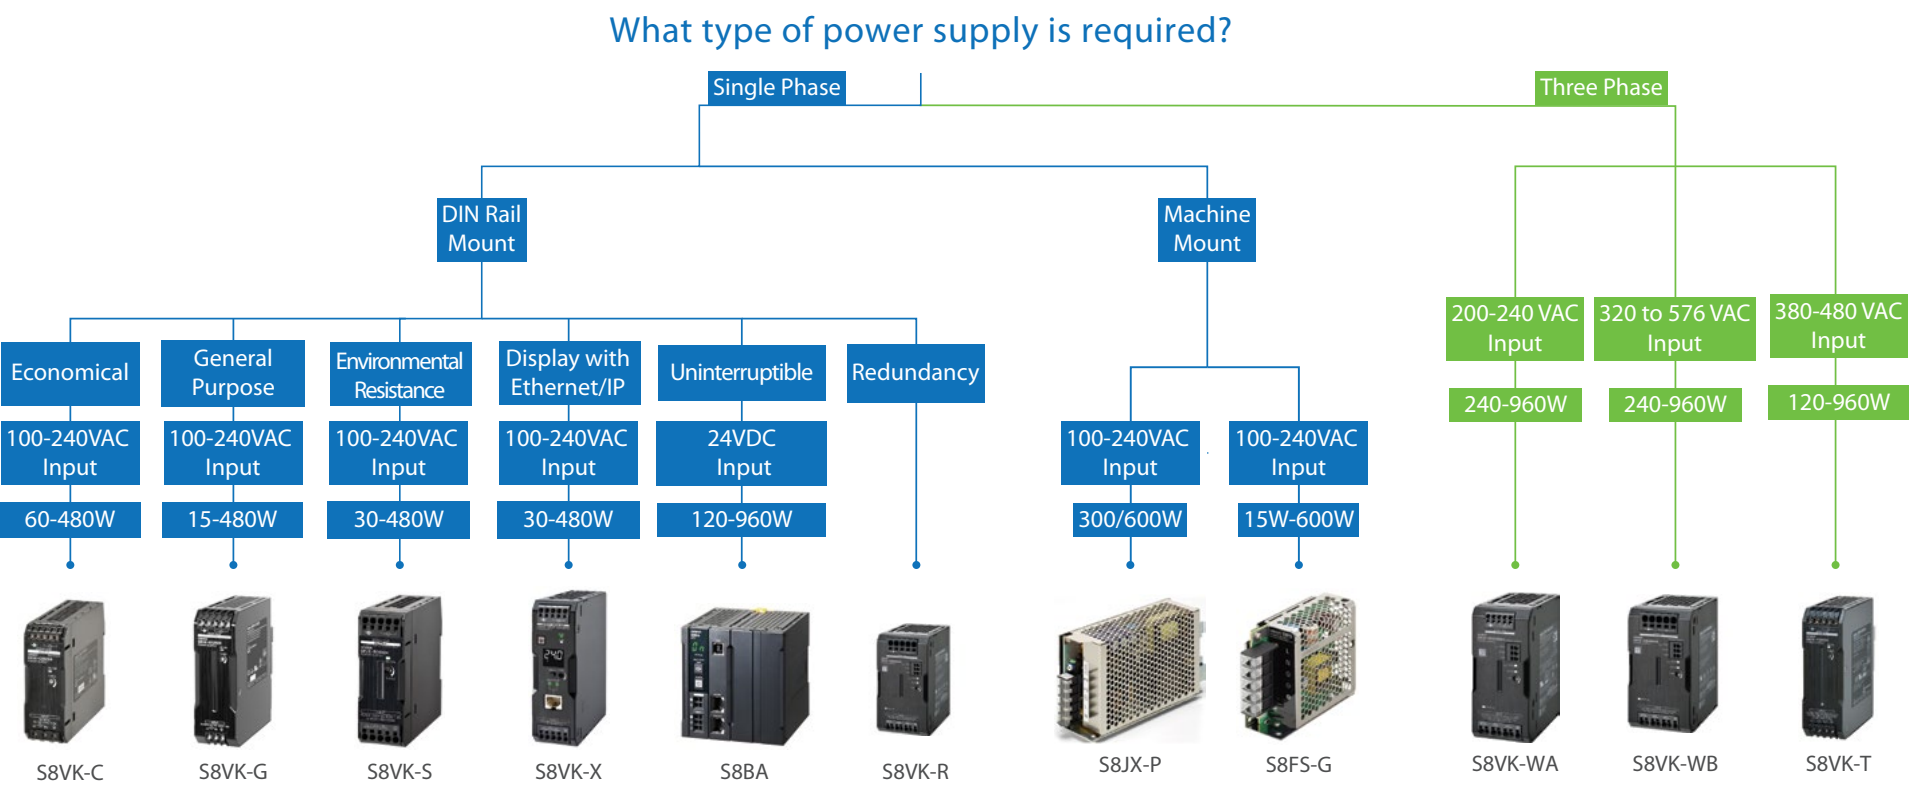 What type of power supply is required?
Single Phase
Three Phase
DIN Rail
Mount
Machine
Mount
Economical
General
Purpose
Environmental
Resistance
Display with
Ethernet/IP
Uninterruptible
Redundancy
100-240VAC
Input
100-240VAC
Input
100-240VAC
Input
100-240VAC
Input
24VDC
Input
60-480W
15-480W
30-480W
30-480W
120-960W
100-240VAC
Input
100-240VAC
Input
300/600W
15W-600W
200-240 VAC
Input
320 to 576 VAC
Input
380-480 VAC
Input
240-960W
240-960W
120-960W
S8VK-C
S8VK-G
S8VK-S
S8VK-X
S8BA
S8VK-R
S8JX-P
S8FS-G
S8VK-WA
S8VK-WB
S8VK-T